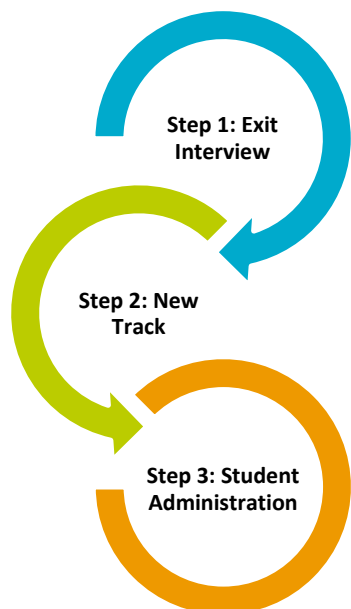 Step 1: Exit
Interview
Step 2: New
Track
Step 3: Student
Administration